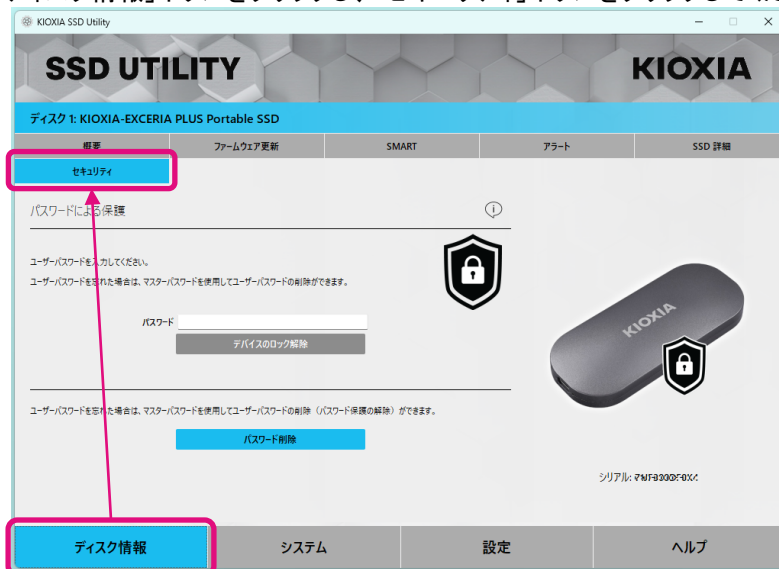 KIOXIA SSD Utility
SSD UTILITY
KIOXIA
ディスク 1: KIOXIA-EXCERIA PLUS Portable SSD
概要
ファームウェア更新
SMART
アラート
SSD 詳細
セキュリティ
パスワードによる保護
ユーザーパスワードを入力してください。
ユーザーパスワードを忘れた場合は、マスターパスワードを使用してユーザーパスワードの削除ができます。
パスワード
デバイスのロック解除
KIOXIA
ユーザーパスワードを忘れた場合は、マスターパスワードを使用してユーザーパスワードの削除（パスワード保護の解除）ができます。
パスワード削除
シリアル:
ディスク情報
システム
設定
ヘルプ